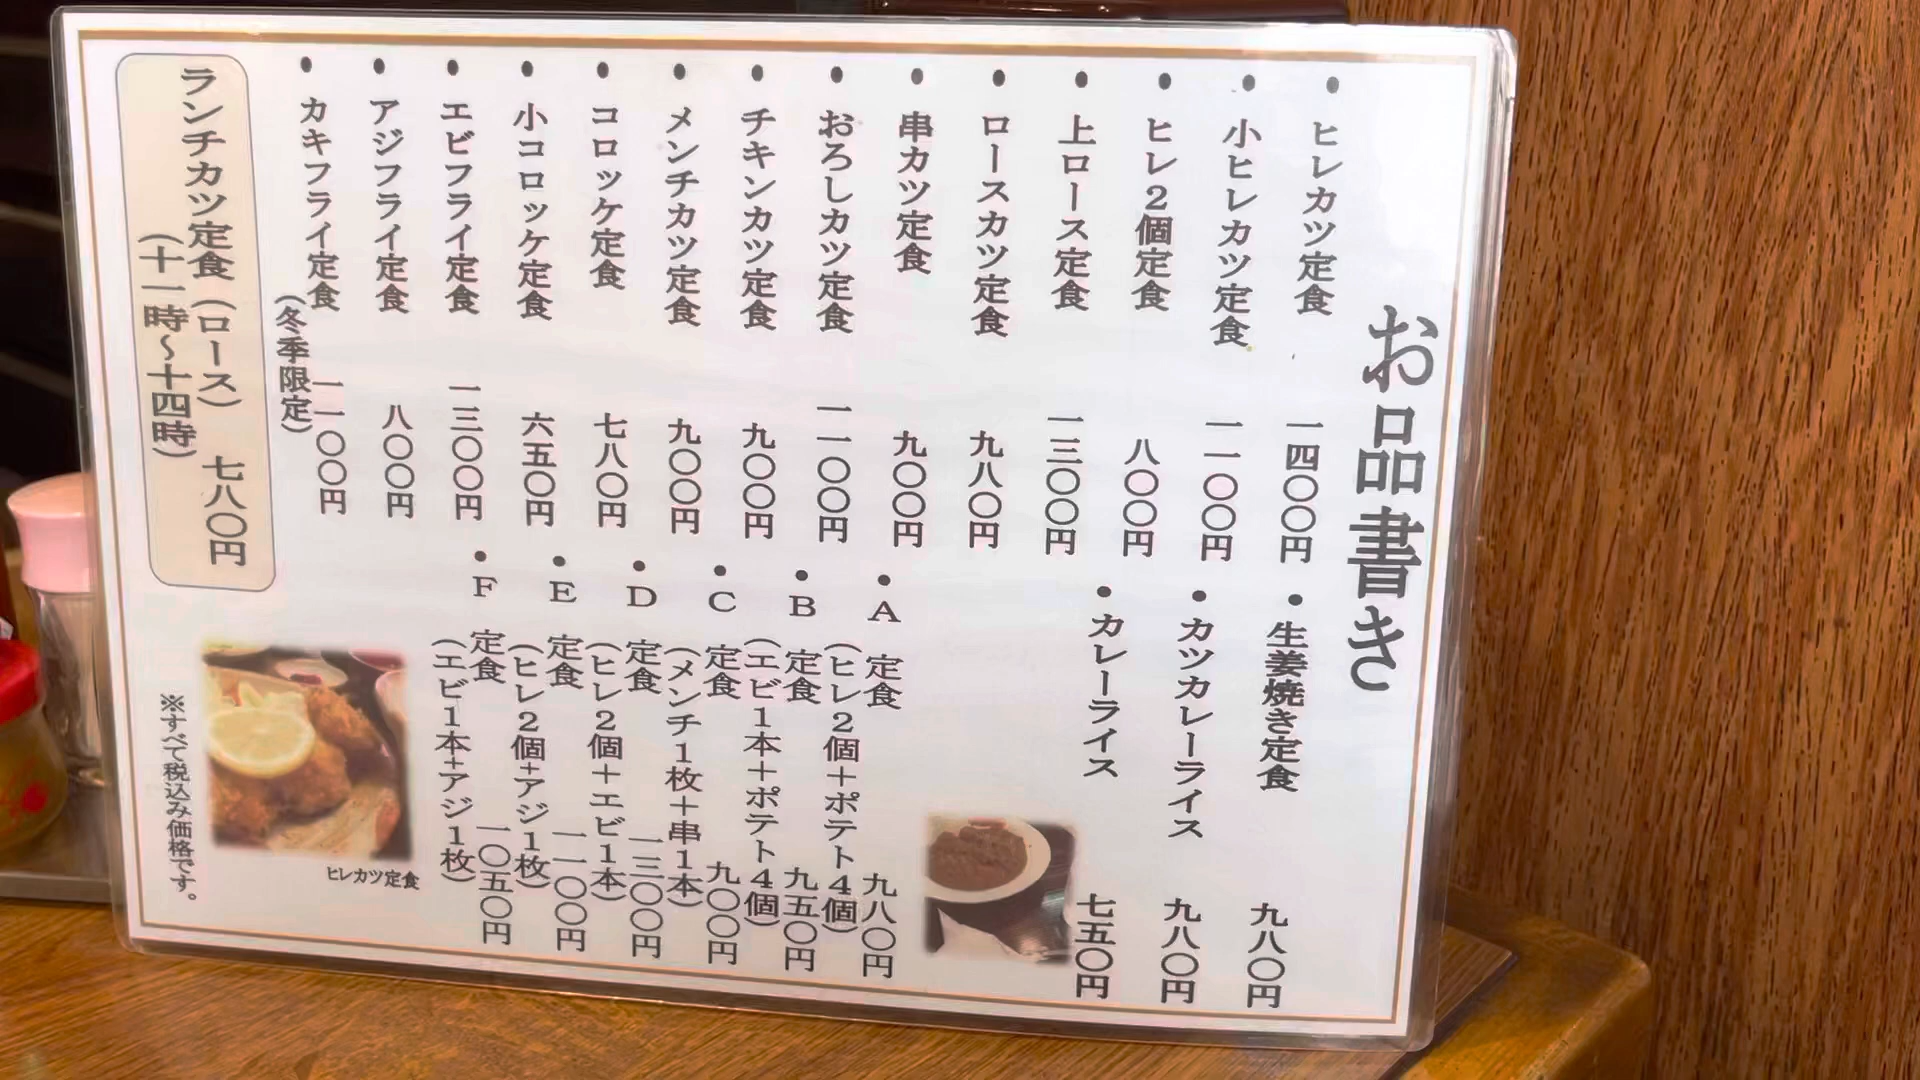 お品書き
・ヒレカツ定食 一四〇〇円
・小ヒレカツ定食 一一〇〇円
・ヒレ2個定食 八〇〇円
・上ロース定食 一三〇〇円
・ロースカツ定食 九八〇円
・串カツ定食 九〇〇円
・おろしカツ定食 一一〇〇円
・チキンカツ定食 九〇〇円
・メンチカツ定食 九〇〇円
・コロッケ定食 七八〇円
・小コロッケ定食 六五〇円
・エビフライ定食 一三〇〇円
・アジフライ定食 八〇〇円
・カキフライ定食 一一〇〇円
（冬季限定）
ランチカツ定食（ロース） 七八〇円
（十一時～十四時）
・生姜焼き定食 九八〇円
・カツカレーライス 九八〇円
・カレーライス 七五〇円
・A 定食 九八〇円
（ヒレ2個＋ポテト4個）
・B 定食 九五〇円
（エビ1本＋ポテト4個）
・C 定食 九〇〇円
（メンチ1枚＋串1本）
・D 定食 一三〇〇円
（ヒレ2個＋エビ1本）
・E 定食 一一〇〇円
（ヒレ2個+アジ1枚）
・F 定食 一〇五〇円
（エビ1本+アジ1枚）
ヒレカツ定食
※すべて税込み価格です。